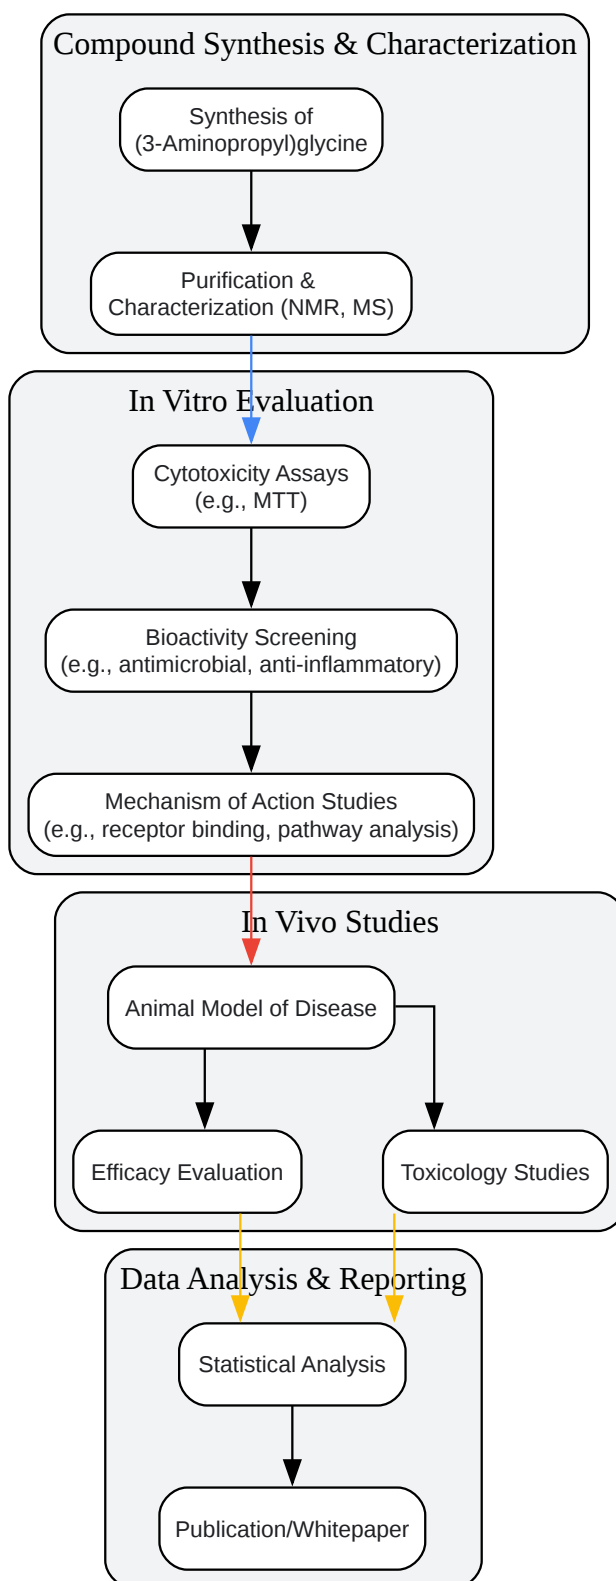 Compound Synthesis & Characterization
Synthesis of
(3-Aminopropyl)glycine
Purification &
Characterization (NMR, MS)
In Vitro Evaluation
Cytotoxicity Assays
(e.g., MTT)
Bioactivity Screening
(e.g., antimicrobial, anti-inflammatory)
Mechanism of Action Studies
(e.g., receptor binding, pathway analysis)
In Vivo Studies
Animal Model of Disease
Efficacy Evaluation
Toxicology Studies
Data Analysis & Reporting
Statistical Analysis
Publication/Whitepaper